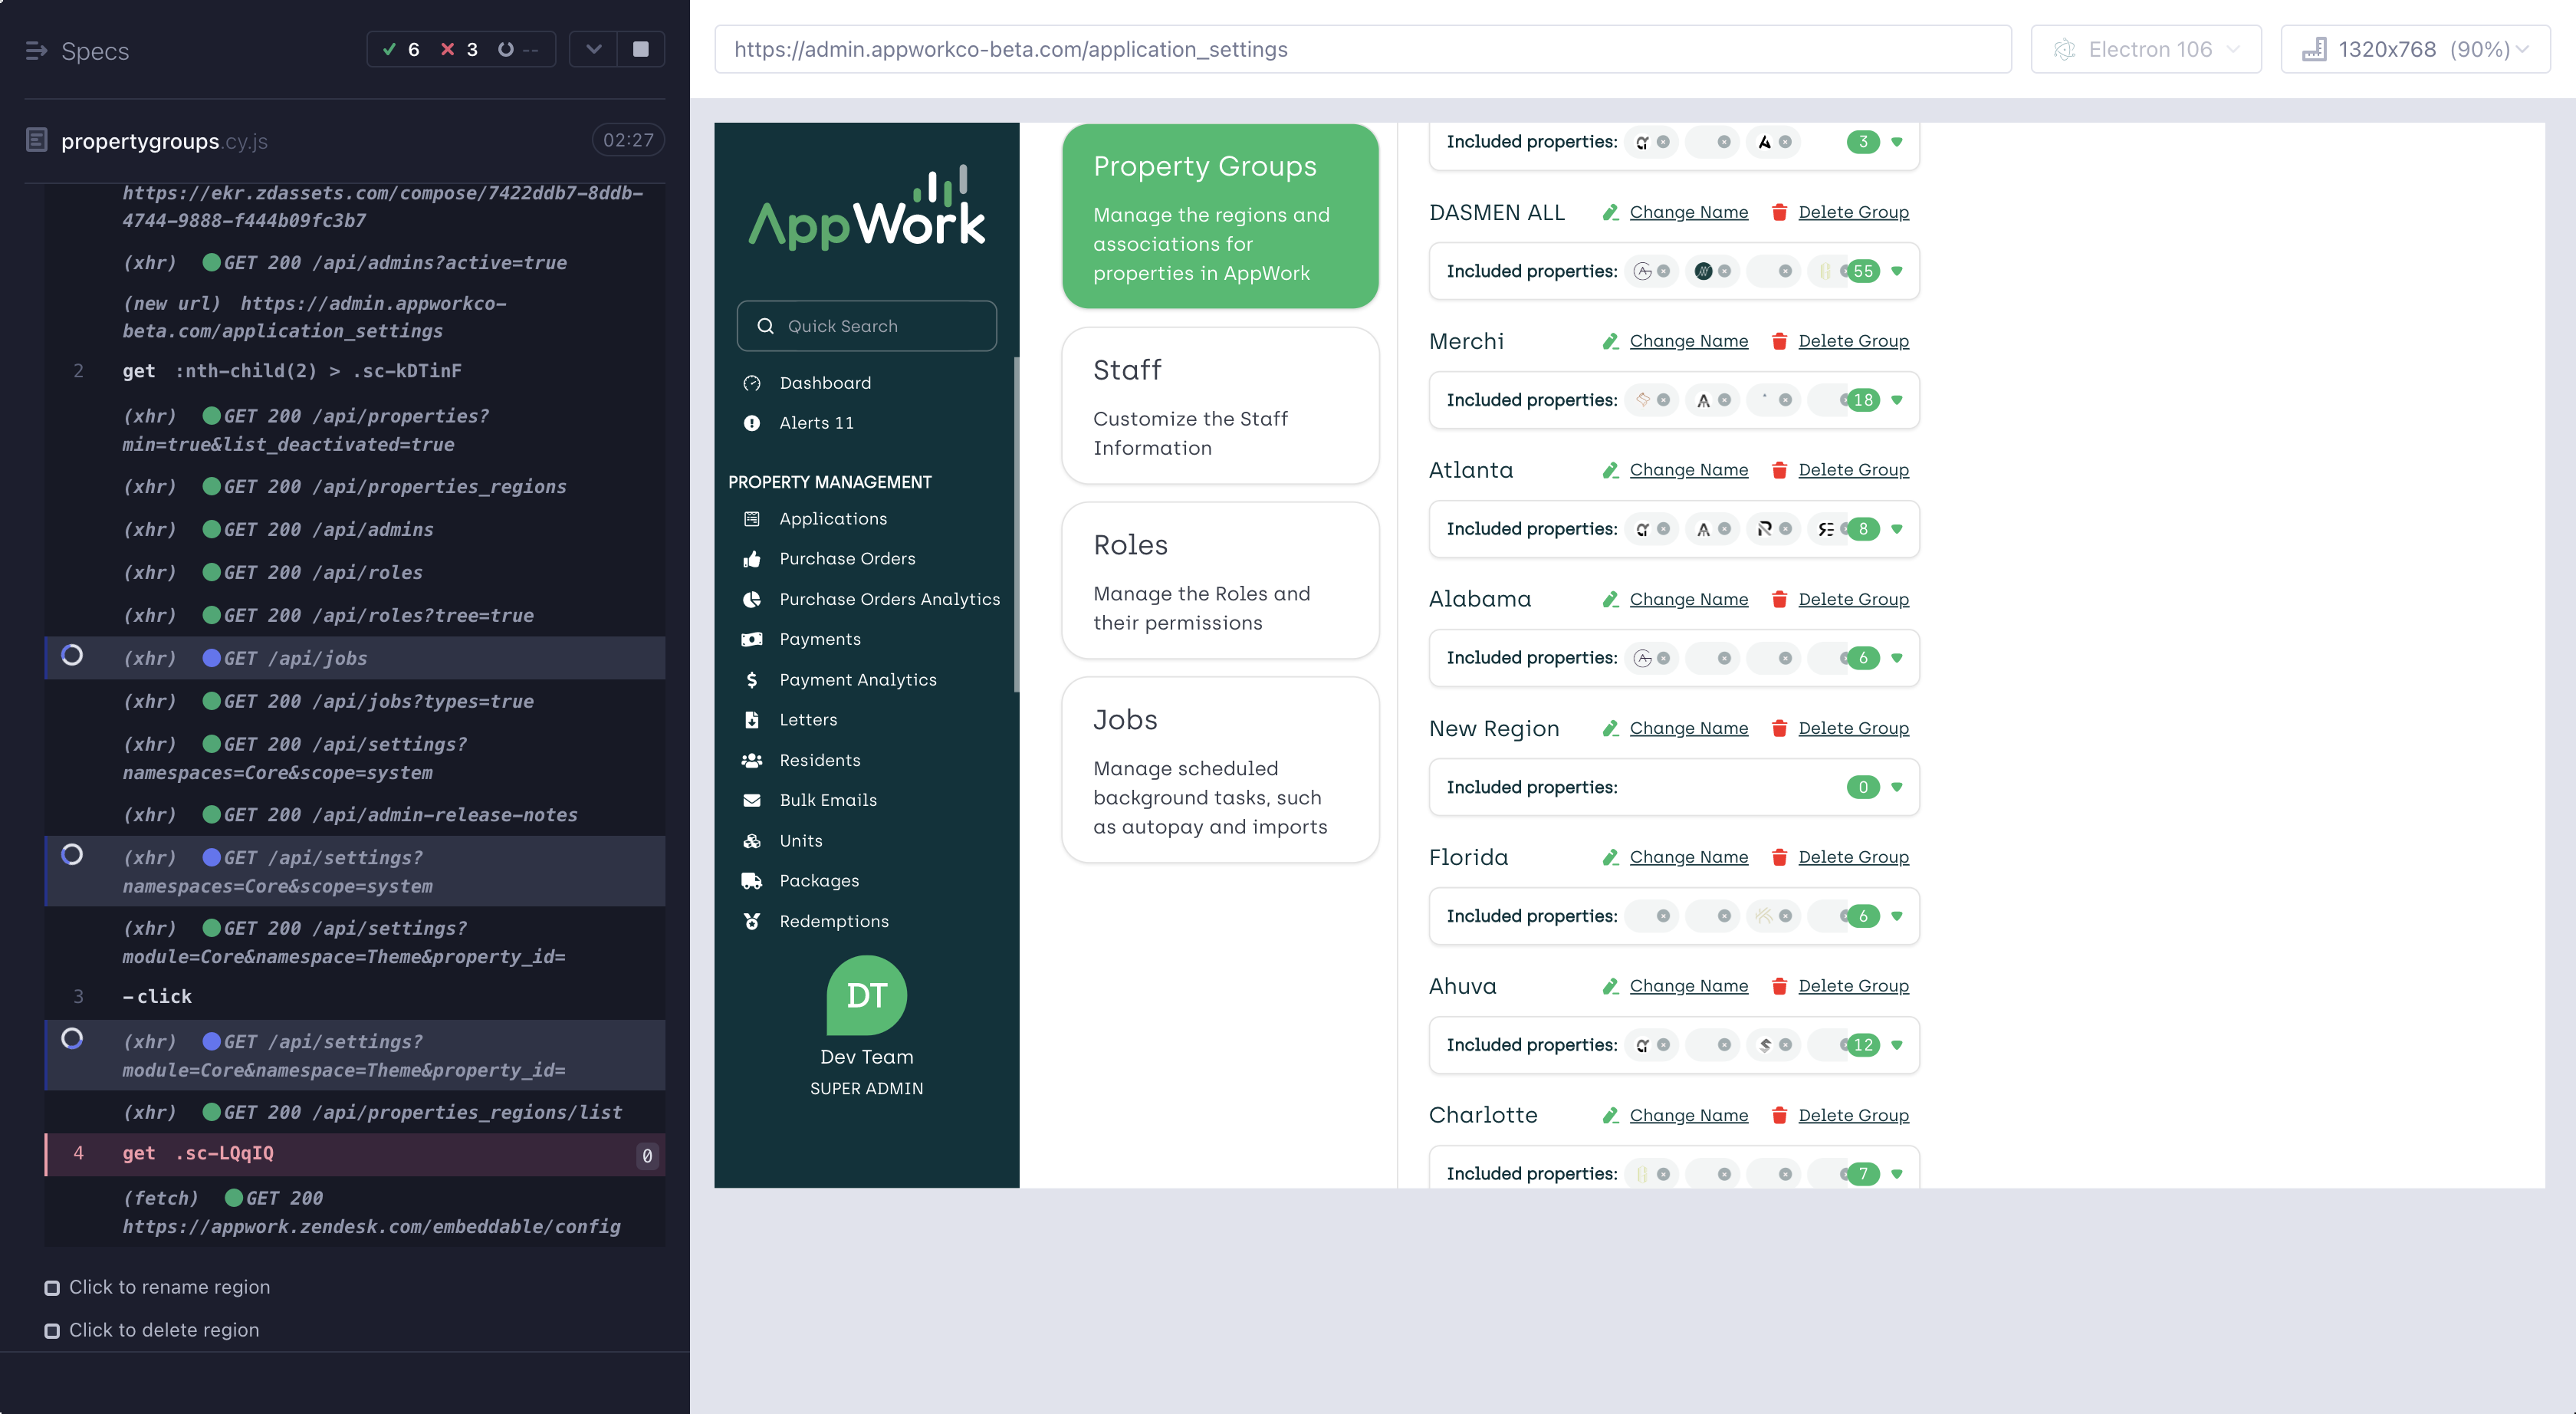 Specs
6 3 --
propertygroups.cy.js
02:27
https://ekr.zdassets.com/compose/7422ddb7-8ddb-
4744-9888-f444b09fc3b7
(xhr) GET 200 /api/admins?active=true
(new url) https://admin.appworkco-
beta.com/application_settings
2 get :nth-child(2) > .sc-kDTinF
(xhr) GET 200 /api/properties?
min=true&list_deactivated=true
(xhr) GET 200 /api/properties_regions
(xhr) GET 200 /api/admins
(xhr) GET 200 /api/roles
(xhr) GET 200 /api/roles?tree=true
(xhr) GET /api/jobs
(xhr) GET 200 /api/jobs?types=true
(xhr) GET 200 /api/settings?
namespaces=Core&scope=system
(xhr) GET 200 /api/admin-release-notes
(xhr) GET /api/settings?
namespaces=Core&scope=system
(xhr) GET 200 /api/settings?
module=Core&namespace=Theme&property_id=
3 -click
(xhr) GET /api/settings?
module=Core&namespace=Theme&property_id=
(xhr) GET 200 /api/properties_regions/list
4 get .sc-LQqIQ 0
(fetch) GET 200
https://appwork.zendesk.com/embeddable/config
Click to rename region
Click to delete region
https://admin.appworkco-beta.com/application_settings
Electron 106
1320x768 (90%)
AppWork
Quick Search
Dashboard
Alerts 11
PROPERTY MANAGEMENT
Applications
Purchase Orders
Purchase Orders Analytics
Payments
Payment Analytics
Letters
Residents
Bulk Emails
Units
Packages
Redemptions
DT
Dev Team
SUPER ADMIN
Property Groups
Manage the regions and
associations for
properties in AppWork
Staff
Customize the Staff
Information
Roles
Manage the Roles and
their permissions
Jobs
Manage scheduled
background tasks, such
as autopay and imports
Included properties: 3
DASMEN ALL Change Name Delete Group
Included properties: 55
Merchi Change Name Delete Group
Included properties: 18
Atlanta Change Name Delete Group
Included properties: 8
Alabama Change Name Delete Group
Included properties: 6
New Region Change Name Delete Group
Included properties: 0
Florida Change Name Delete Group
Included properties: 6
Ahuva Change Name Delete Group
Included properties: 12
Charlotte Change Name Delete Group
Included properties: 7